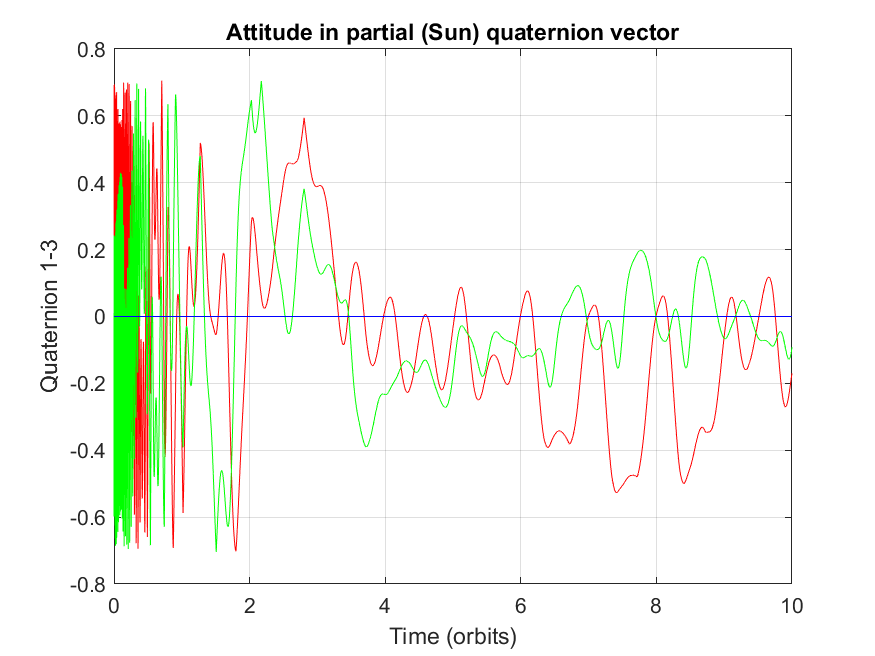 Attitude in partial (Sun) quaternion vector
0.8
0.6
0.4
0.2
0
-0.2
-0.4
-0.6
-0.8
Quaternion 1-3
0 2 4 6 8 10
Time (orbits)